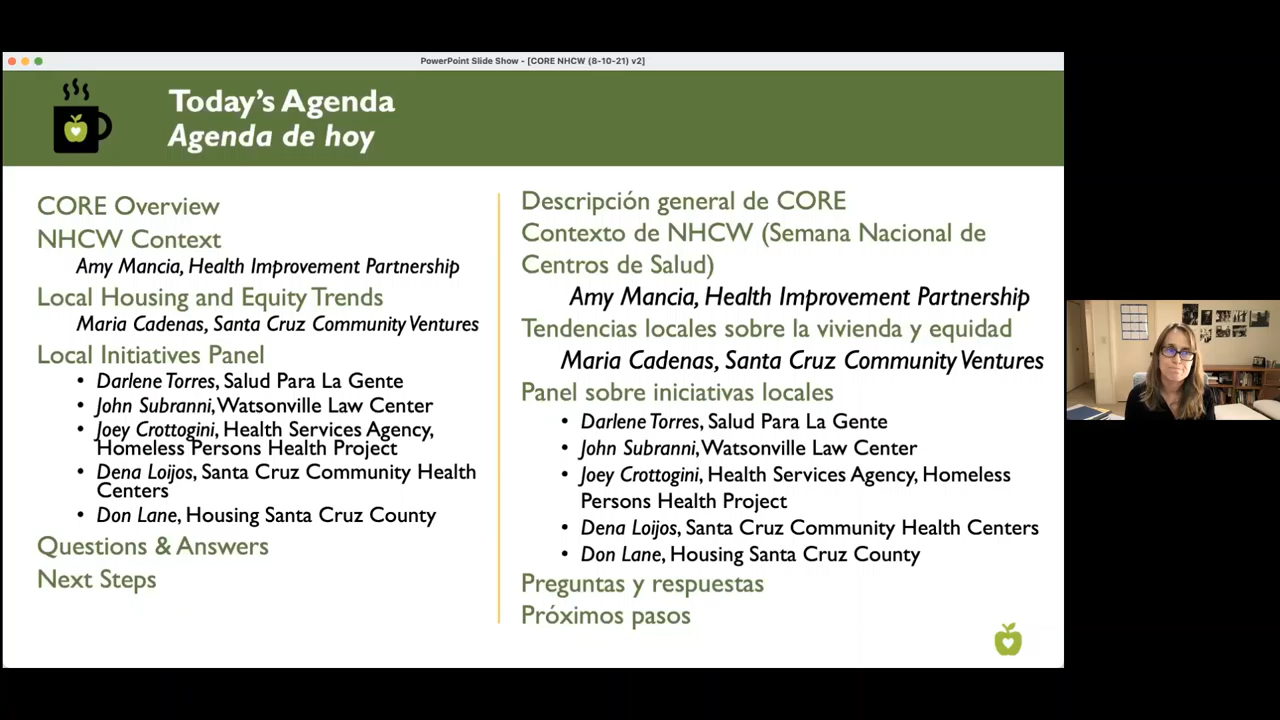 PowerPoint Slide Show - [CORE NHCW (8-10-21) v2]
Today's Agenda
Agenda de hoy
CORE Overview
NHCW Context
Amy Mancia, Health Improvement Partnership
Local Housing and Equity Trends
Maria Cadenas, Santa Cruz Community Ventures
Local Initiatives Panel
• Darlene Torres, Salud Para La Gente
• John Subranni, Watsonville Law Center
• Joey Crottogini, Health Services Agency,
Homeless Persons Health Project
• Dena Loijos, Santa Cruz Community Health
Centers
• Don Lane, Housing Santa Cruz County
Questions & Answers
Next Steps
Descripción general de CORE
Contexto de NHCW (Semana Nacional de
Centros de Salud)
Amy Mancia, Health Improvement Partnership
Tendencias locales sobre la vivienda y equidad
Maria Cadenas, Santa Cruz Community Ventures
Panel sobre iniciativas locales
• Darlene Torres, Salud Para La Gente
• John Subranni, Watsonville Law Center
• Joey Crottogini, Health Services Agency, Homeless
Persons Health Project
• Dena Loijos, Santa Cruz Community Health Centers
• Don Lane, Housing Santa Cruz County
Preguntas y respuestas
Próximos pasos